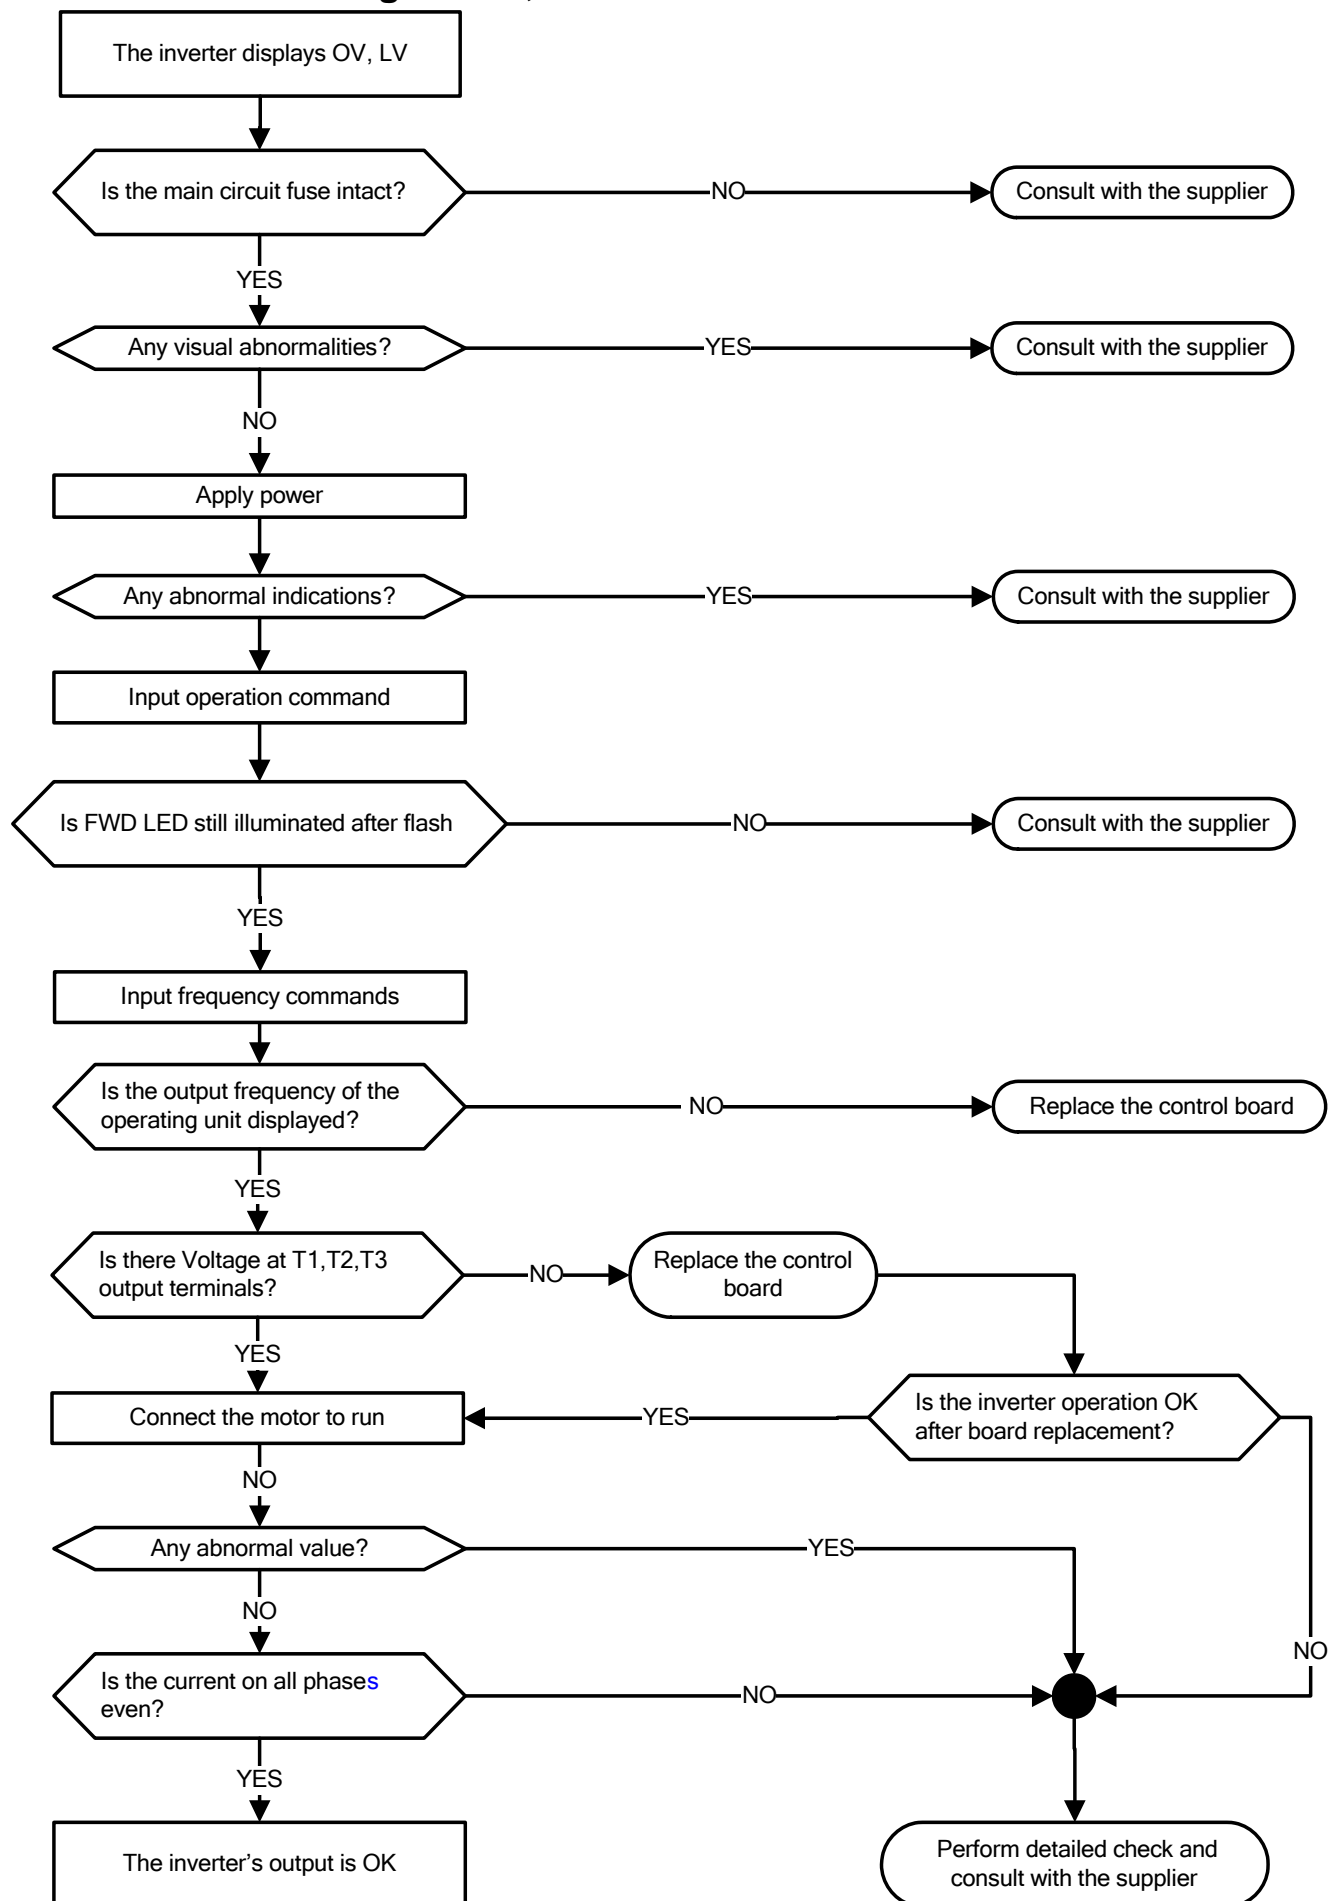 The inverter displays OV, LV
Is the main circuit fuse intact?
NO
Consult with the supplier
YES
Any visual abnormalities?
YES
Consult with the supplier
NO
Apply power
Any abnormal indications?
YES
Consult with the supplier
Input operation command
Is FWD LED still illuminated after flash
NO
Consult with the supplier
YES
Input frequency commands
Is the output frequency of the
operating unit displayed?
NO
Replace the control board
YES
Is there Voltage at T1,T2,T3
output terminals?
NO
Replace the control
board
YES
Connect the motor to run
YES
Is the inverter operation OK
after board replacement?
NO
Any abnormal value?
YES
NO
NO
Is the current on all phases
even?
NO
YES
The inverter's output is OK
Perform detailed check and
consult with the supplier